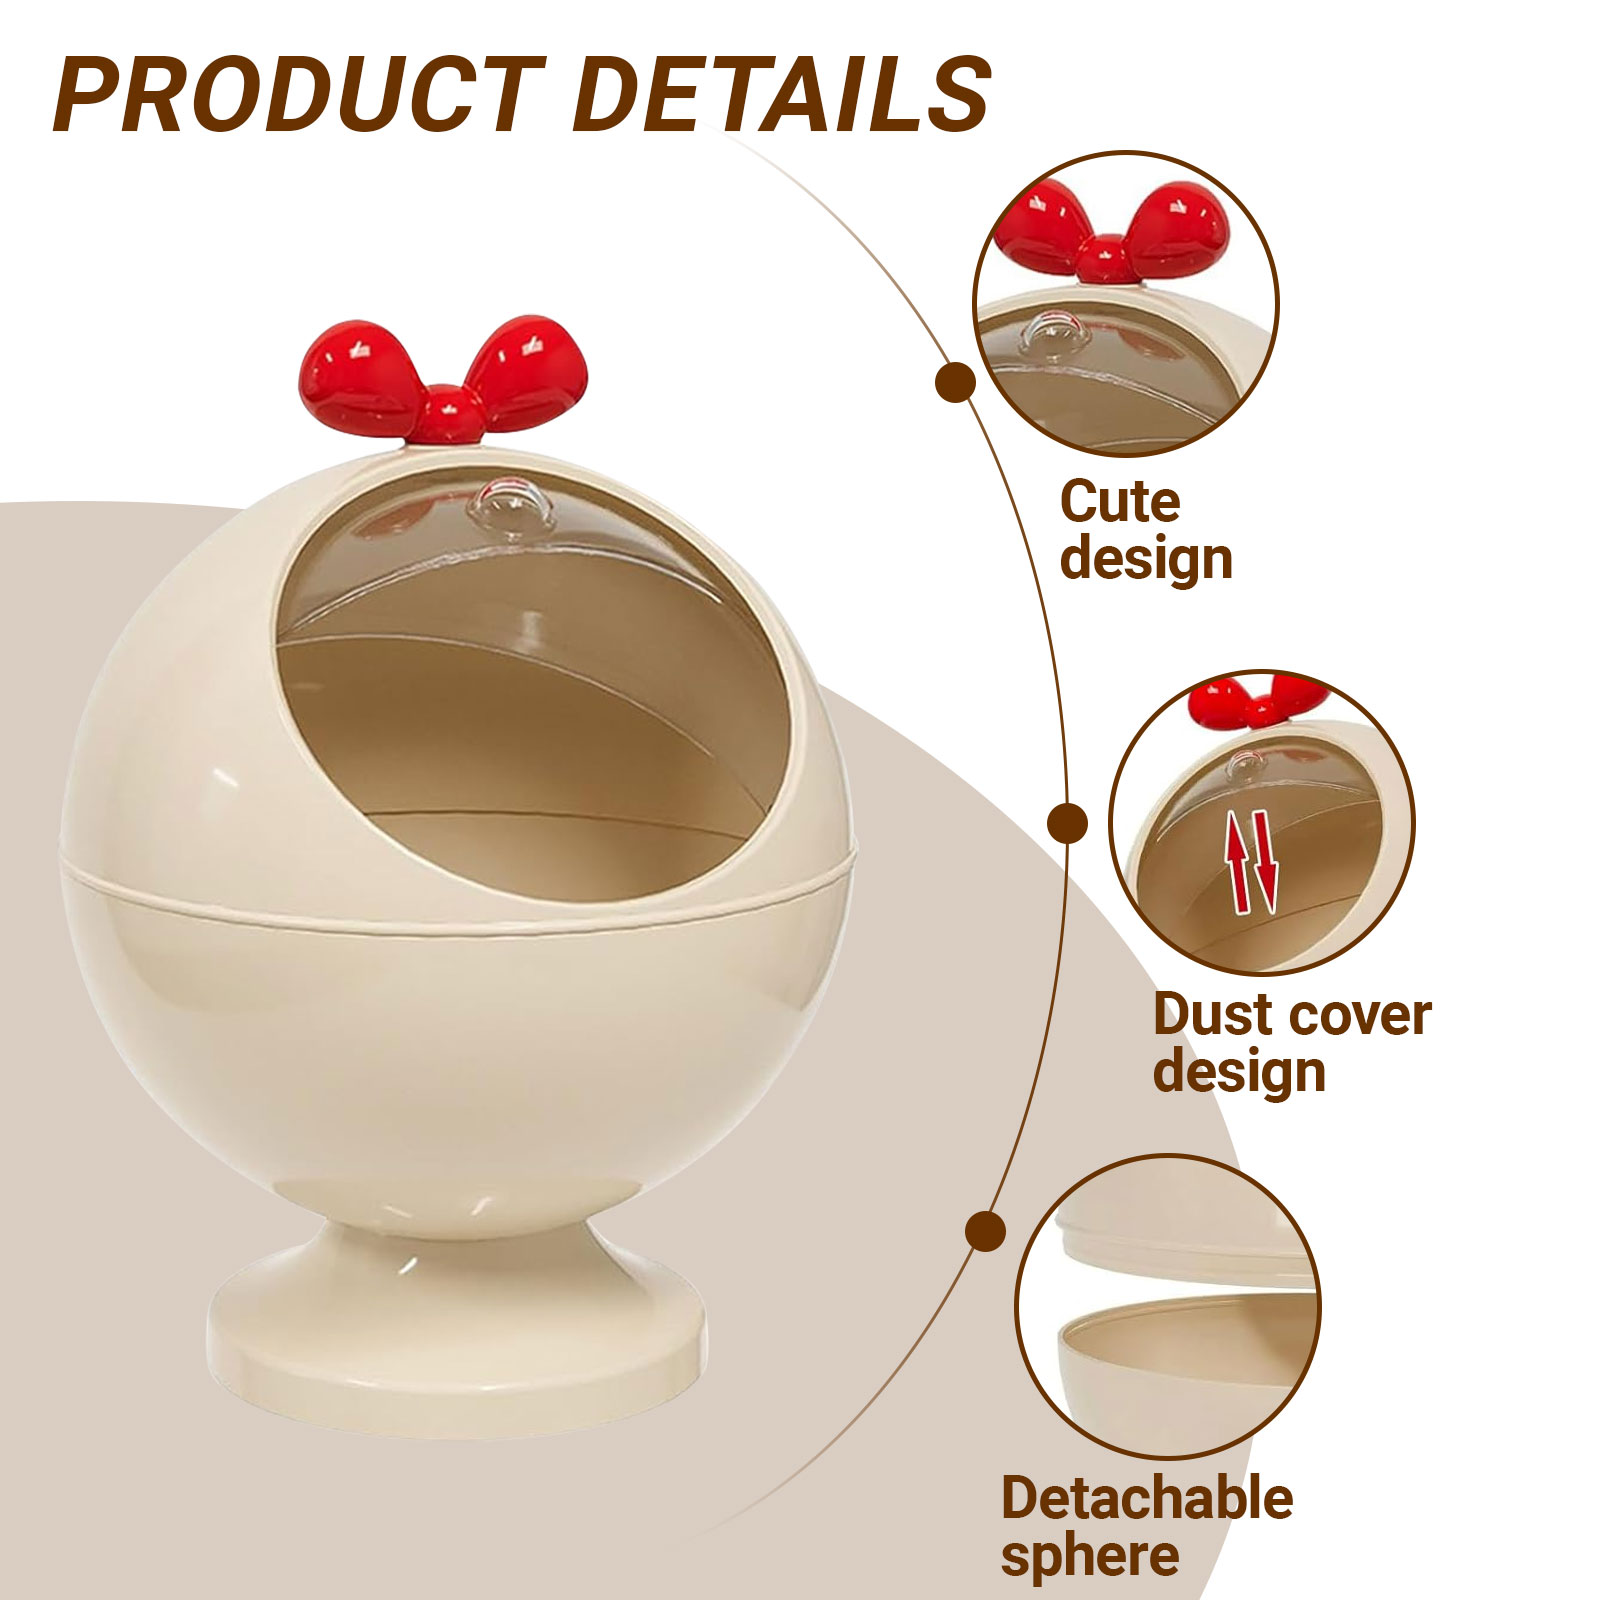 PRODUCT DETAILS
Cute
design
Dust cover
design
Detachable
sphere